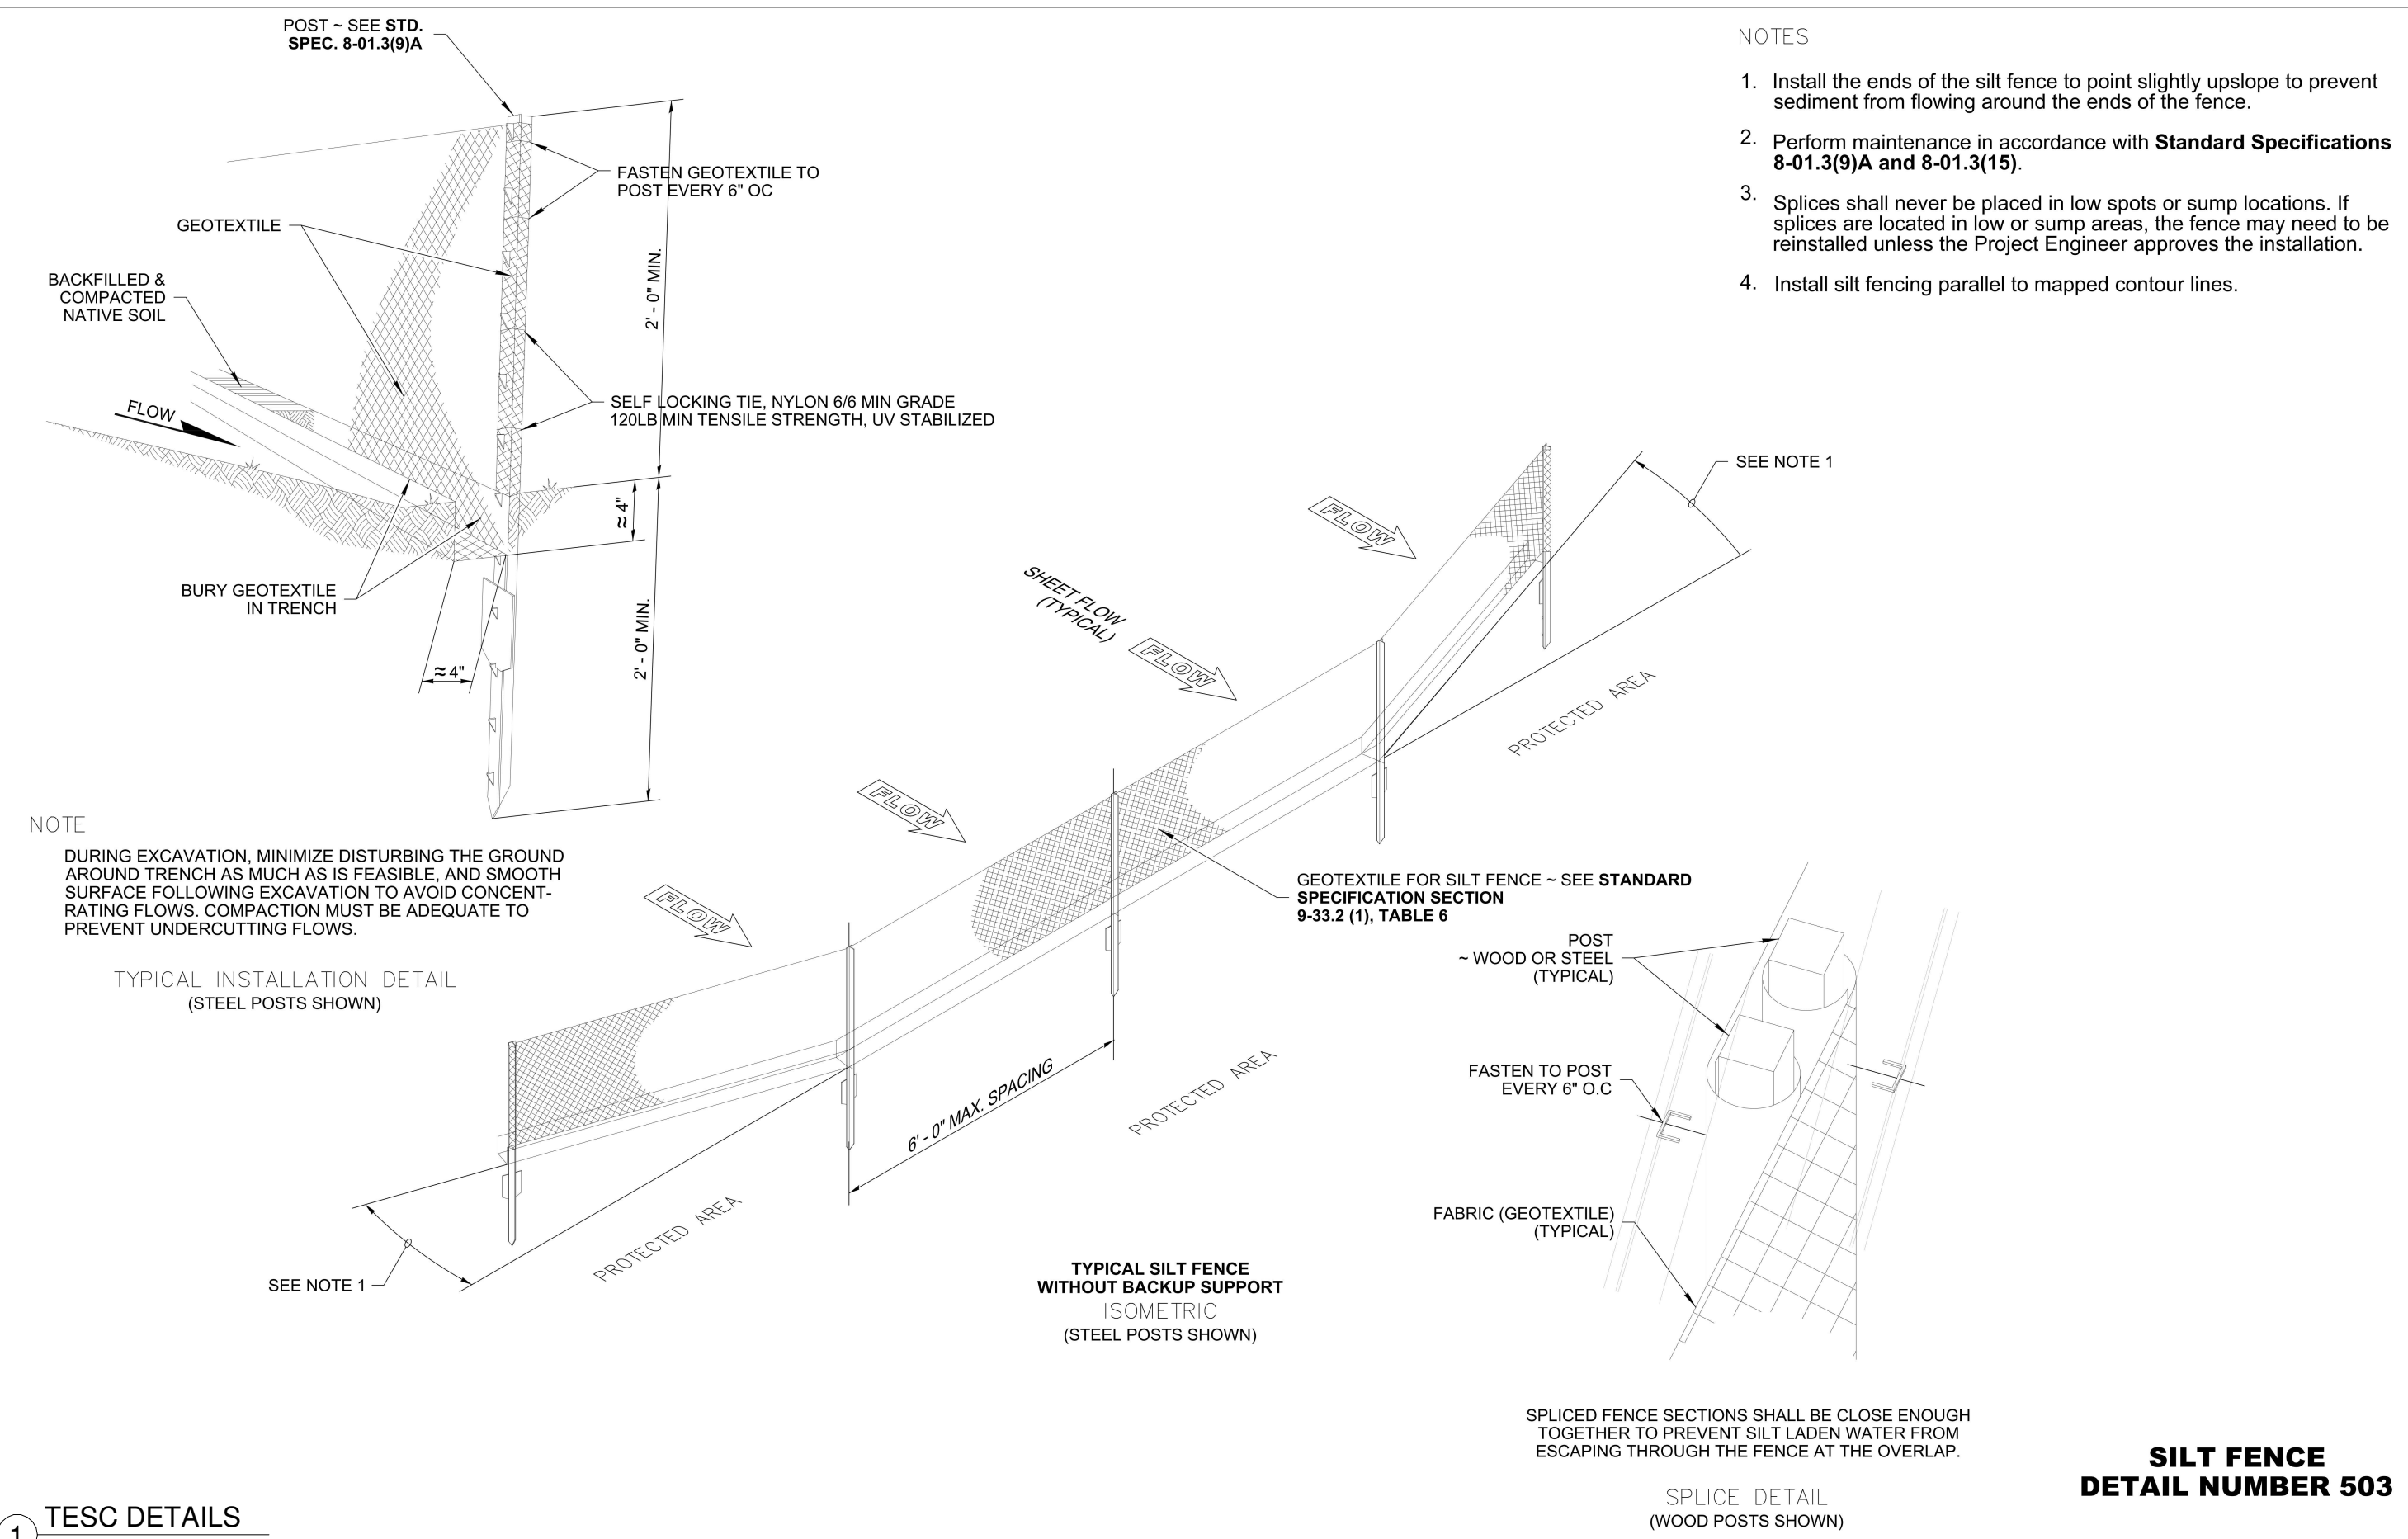 POST ~ SEE STD.
SPEC. 8-01.3(9)A
FASTEN GEOTEXTILE TO
POST EVERY 6" OC
GEOTEXTILE
2' - 0" MIN.
BACKFILLED &
COMPACTED
NATIVE SOIL
FLOW
SELF LOCKING TIE, NYLON 6/6 MIN GRADE
120LB MIN TENSILE STRENGTH, UV STABILIZED
≈ 4"
BURY GEOTEXTILE
IN TRENCH
2' - 0" MIN.
≈ 4"
NOTE
DURING EXCAVATION, MINIMIZE DISTURBING THE GROUND
AROUND TRENCH AS MUCH AS IS FEASIBLE, AND SMOOTH
SURFACE FOLLOWING EXCAVATION TO AVOID CONCENT-
RATING FLOWS. COMPACTION MUST BE ADEQUATE TO
PREVENT UNDERCUTTING FLOWS.
TYPICAL INSTALLATION DETAIL
(STEEL POSTS SHOWN)
NOTES
1. Install the ends of the silt fence to point slightly upslope to prevent
sediment from flowing around the ends of the fence.
2. Perform maintenance in accordance with Standard Specifications
8-01.3(9)A and 8-01.3(15).
3. Splices shall never be placed in low spots or sump locations. If
splices are located in low or sump areas, the fence may need to be
reinstalled unless the Project Engineer approves the installation.
4. Install silt fencing parallel to mapped contour lines.
SEE NOTE 1
FLOW
SHEET FLOW
(TYPICAL)
FLOW
PROTECTED AREA
FLOW
FLOW
GEOTEXTILE FOR SILT FENCE ~ SEE STANDARD
SPECIFICATION SECTION
9-33.2 (1), TABLE 6
6' - 0" MAX. SPACING
PROTECTED AREA
PROTECTED AREA
SEE NOTE 1
TYPICAL SILT FENCE
WITHOUT BACKUP SUPPORT
ISOMETRIC
(STEEL POSTS SHOWN)
POST
~ WOOD OR STEEL
(TYPICAL)
FASTEN TO POST
EVERY 6" O.C
FABRIC (GEOTEXTILE)
(TYPICAL)
SPLICED FENCE SECTIONS SHALL BE CLOSE ENOUGH
TOGETHER TO PREVENT SILT LADEN WATER FROM
ESCAPING THROUGH THE FENCE AT THE OVERLAP.
SPLICE DETAIL
(WOOD POSTS SHOWN)
SILT FENCE
DETAIL NUMBER 503
1 TESC DETAILS